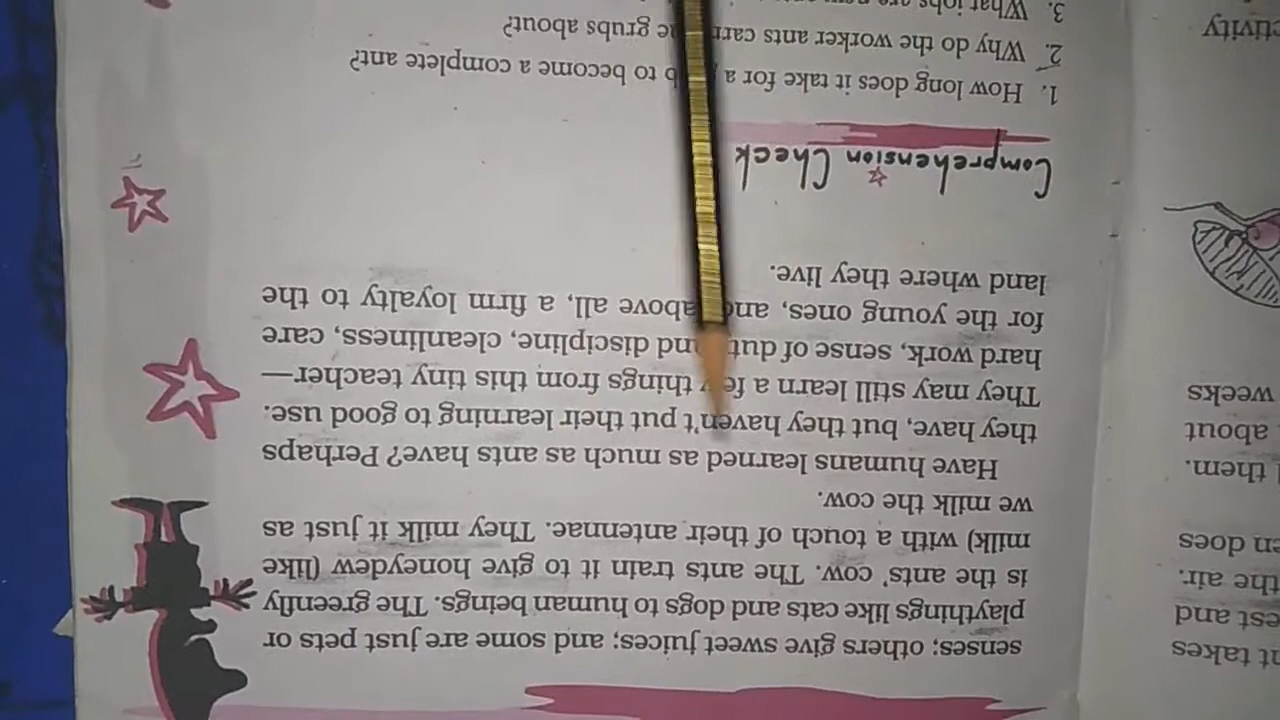 senses; others give sweet juices; and some are just pets or
playthings like cats and dogs to human beings. The greenfly
is the ants' cow. The ants train it to give honeydew (like
milk) with a touch of their antennae. They milk it just as
we milk the cow.
Have humans learned as much as ants have? Perhaps
they have, but they haven't put their learning to good use.
They may still learn a few things from this tiny teacher—
hard work, sense of duty and discipline, cleanliness, care
for the young ones, and above all, a firm loyalty to the
land where they live.
Comprehension Check
1. How long does it take for a grub to become a complete ant?
2. Why do the worker ants carry the grubs about?
3. What jobs are
t takes
est and
the air.
en does
them.
about
weeks
ctivity